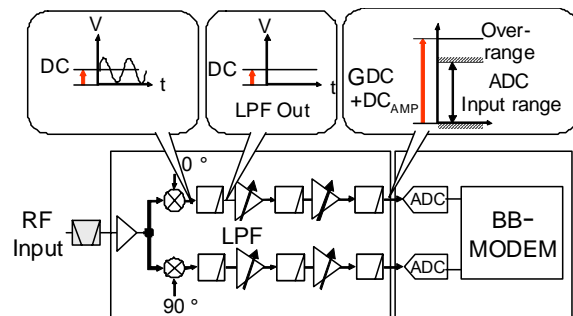 V
DC
t
V
DC
t
LPF Out
Over-
range
GDC
+DCAMP
ADC
Input range
0 °
RF
Input
LPF
90 °
ADC
ADC
BB-
MODEM